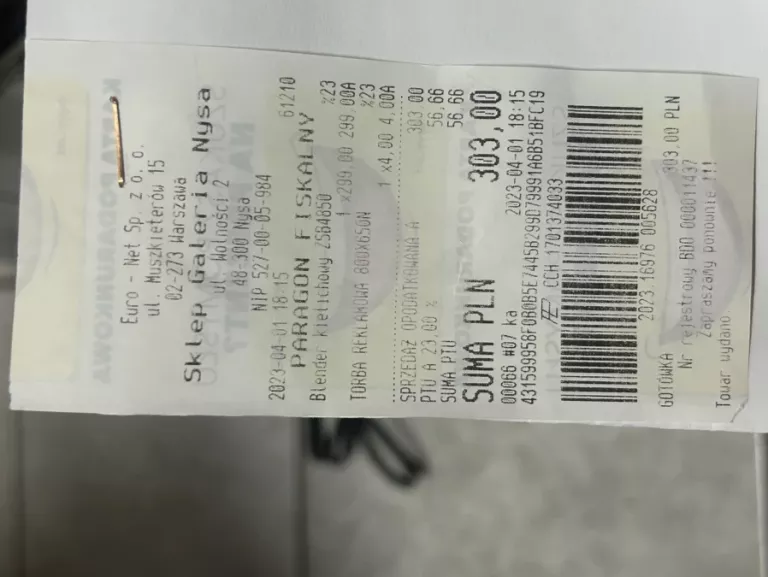 Euro - Net Sp. z o. o.
ul. Muszkieterów 15
02-273 Warszawa
Sklep Galeria Nysa
ul. Wolności 2
48-300 Nysa
NIP 527-00-05-984
2023-04-01 18:15 61210
PARAGON FISKALNY
Blender kielichowy ZSB4850 %23
1 x299.00 299,00A
TORBA REKLAMOWA 800X650N %23
1 x4.00 4,00A
SPRZEDAŻ OPODATKOWANA A 303,00
PTU A 23,00 % 56,66
SUMA PTU 56,66
SUMA PLN 303,00
00066 #07 ka 2023-04-01 18:15
CCH 1701374033
2023.16976 005628
GOTÓWKA 303.00 PLN
Nr rejestrowy BDO 000011437
Zapraszamy ponownie !!!
Towar wydano